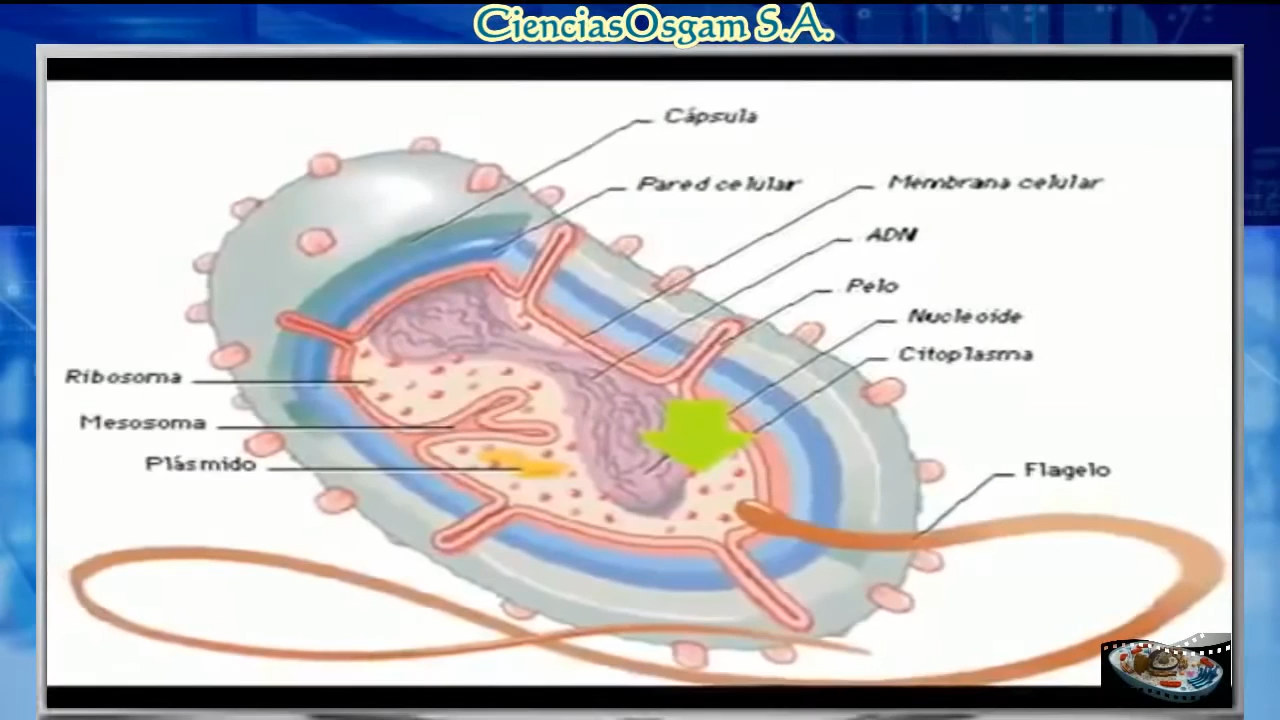 CienciasOsgam S.A.
Cápsula
Pared celular
Membrana celular
ADN
Pelo
Nucleoide
Citoplasma
Ribosoma
Mesosoma
Plásmido
Flagelo